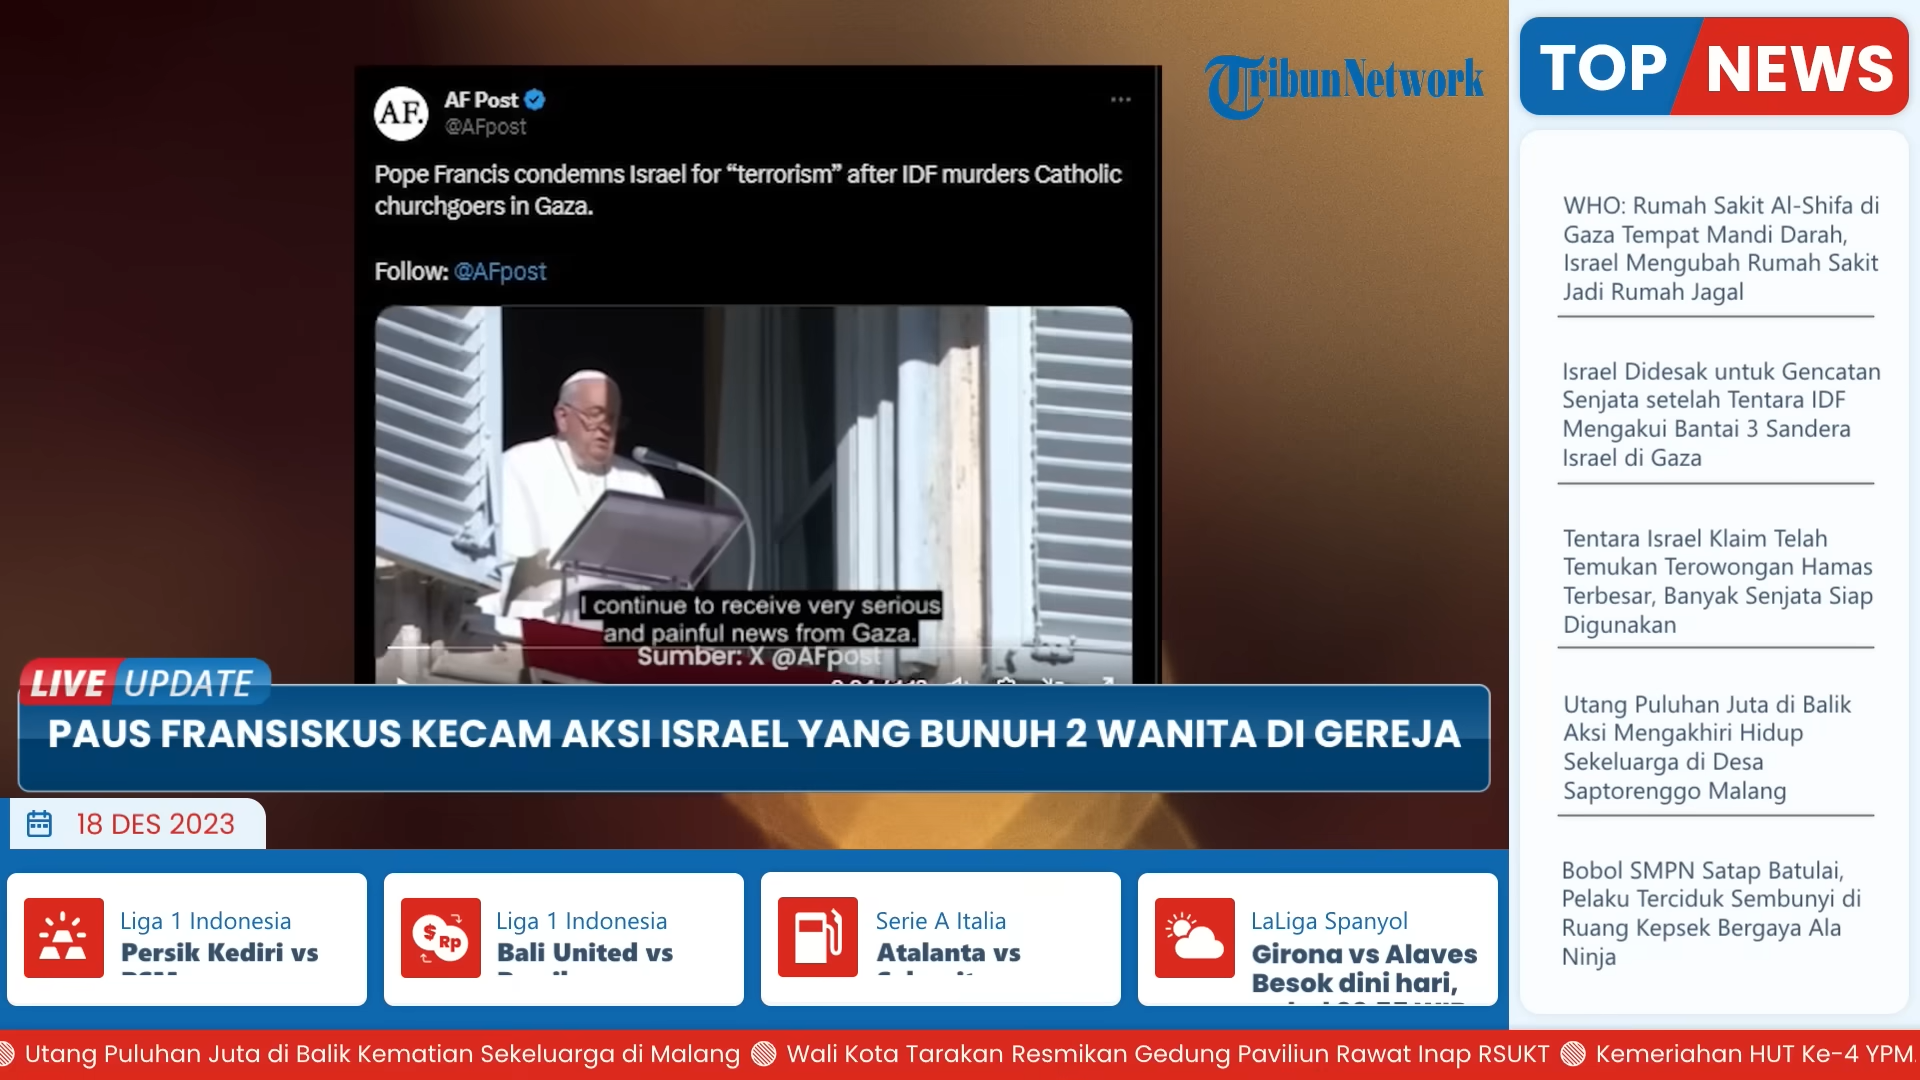 AF.
AF Post
@AFpost
Pope Francis condemns Israel for “terrorism” after IDF murders Catholic
churchgoers in Gaza.
Follow: @AFpost
I continue to receive very serious
and painful news from Gaza.
Sumber: X @AFpost
TribunNetwork
LIVE UPDATE
PAUS FRANSISKUS KECAM AKSI ISRAEL YANG BUNUH 2 WANITA DI GEREJA
18 DES 2023
Liga 1 Indonesia
Persik Kediri vs
$ Rp
Liga 1 Indonesia
Bali United vs
Serie A Italia
Atalanta vs
LaLiga Spanyol
Girona vs Alaves
Besok dini hari,
TOP NEWS
WHO: Rumah Sakit Al-Shifa di
Gaza Tempat Mandi Darah,
Israel Mengubah Rumah Sakit
Jadi Rumah Jagal
Israel Didesak untuk Gencatan
Senjata setelah Tentara IDF
Mengakui Bantai 3 Sandera
Israel di Gaza
Tentara Israel Klaim Telah
Temukan Terowongan Hamas
Terbesar, Banyak Senjata Siap
Digunakan
Utang Puluhan Juta di Balik
Aksi Mengakhiri Hidup
Sekeluarga di Desa
Saptorenggo Malang
Bobol SMPN Satap Batulai,
Pelaku Terciduk Sembunyi di
Ruang Kepsek Bergaya Ala
Ninja
Utang Puluhan Juta di Balik Kematian Sekeluarga di Malang Wali Kota Tarakan Resmikan Gedung Paviliun Rawat Inap RSUKT Kemeriahan HUT Ke-4 YPM